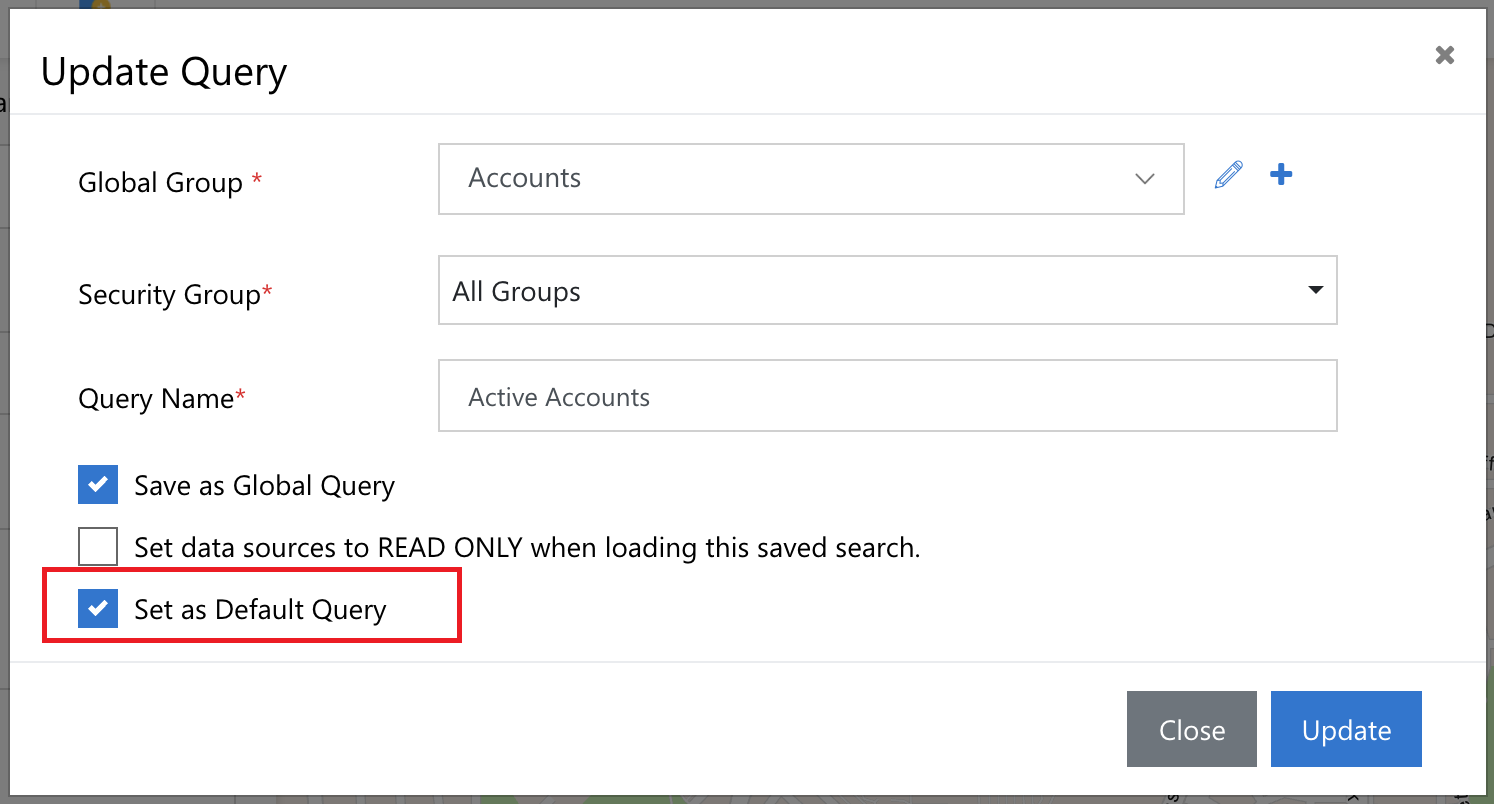 Update Query
Global Group *
Accounts
Security Group*
All Groups
Query Name*
Active Accounts
Save as Global Query
Set data sources to READ ONLY when loading this saved search.
Set as Default Query
Close
Update